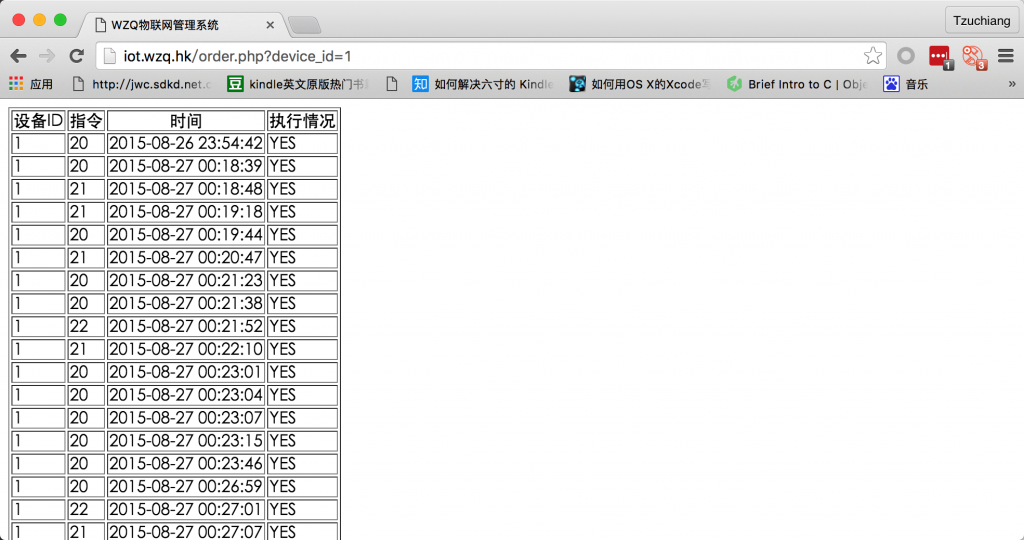 WZQ物联网管理系统
Tzuchiang
iot.wzq.hk/order.php?device_id=1
1 3
应用 http://jwc.sdkd.net.c kindle英文原版热门书 知 如何解决六寸的 Kindle 如何用OS X的Xcode写 Brief Intro to C | Obje 音乐 »
设备ID 指令 时间 执行情况
1 20 2015-08-26 23:54:42 YES
1 20 2015-08-27 00:18:39 YES
1 21 2015-08-27 00:18:48 YES
1 21 2015-08-27 00:19:18 YES
1 20 2015-08-27 00:19:44 YES
1 21 2015-08-27 00:20:47 YES
1 20 2015-08-27 00:21:23 YES
1 20 2015-08-27 00:21:38 YES
1 22 2015-08-27 00:21:52 YES
1 21 2015-08-27 00:22:10 YES
1 20 2015-08-27 00:23:01 YES
1 20 2015-08-27 00:23:04 YES
1 20 2015-08-27 00:23:07 YES
1 20 2015-08-27 00:23:15 YES
1 20 2015-08-27 00:23:46 YES
1 20 2015-08-27 00:26:59 YES
1 22 2015-08-27 00:27:01 YES
1 21 2015-08-27 00:27:07 YES